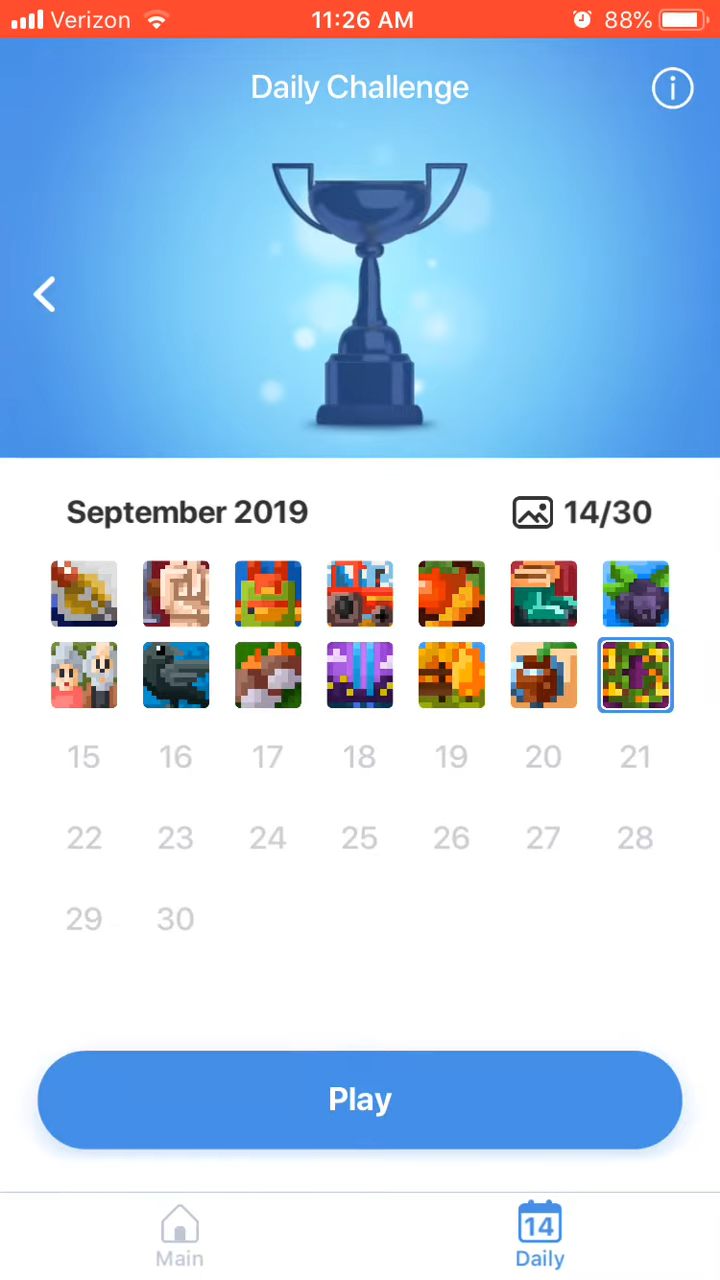 Verizon 11:26 AM 88%
Daily Challenge
September 2019 14/30
15 16 17 18 19 20 21
22 23 24 25 26 27 28
29 30
Play
14
Main Daily